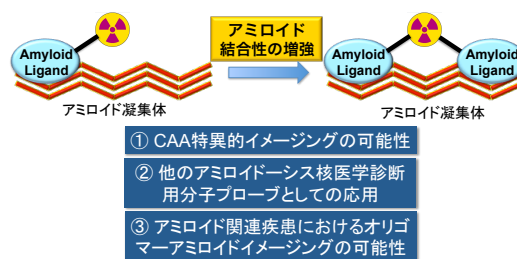 アミロイド
結合性の増強
Amyloid
Ligand
アミロイド凝集体
Amyloid
Ligand
Amyloid
Ligand
アミロイド凝集体
① CAA特異的イメージングの可能性
② 他のアミロイドーシス核医学診断
用分子プローブとしての応用
③ アミロイド関連疾患におけるオリゴ
マーアミロイドイメージングの可能性